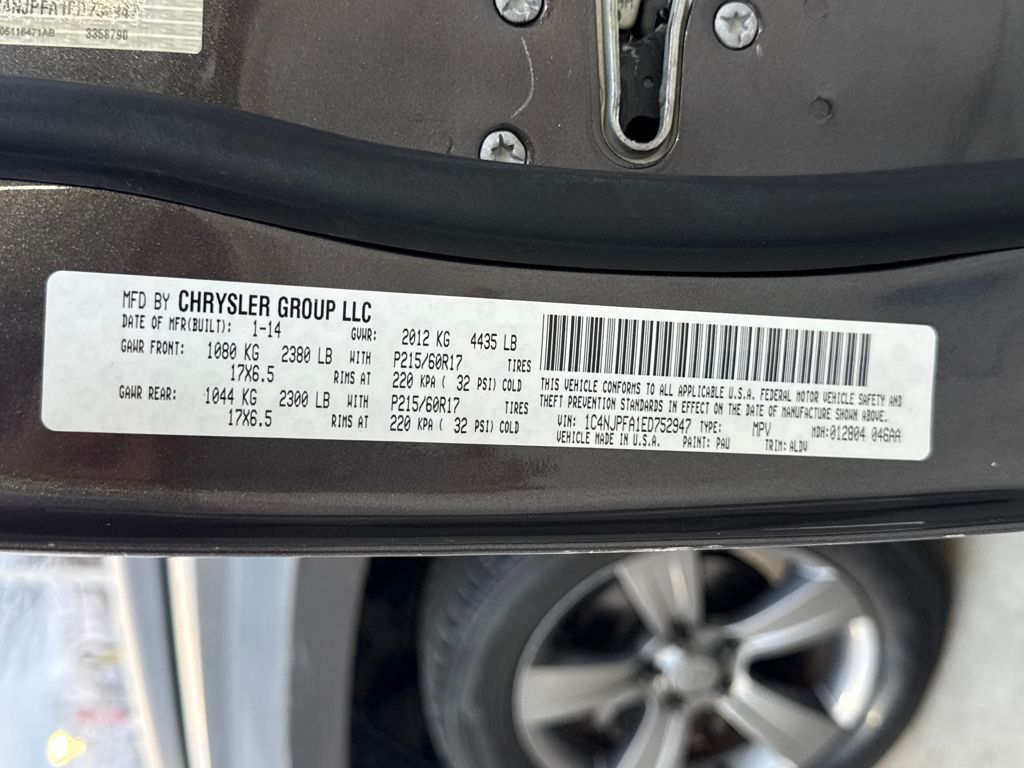 05116471AB 3358790
MFD BY CHRYSLER GROUP LLC
DATE OF MFR(BUILT): 1-14 GVWR: 2012 KG 4435 LB
GAWR FRONT: 1080 KG 2380 LB WITH P215/60R17 TIRES
17X6.5 RIMS AT 220 KPA ( 32 PSI) COLD
GAWR REAR: 1044 KG 2300 LB WITH P215/60R17 TIRES
17X6.5 RIMS AT 220 KPA ( 32 PSI) COLD
THIS VEHICLE CONFORMS TO ALL APPLICABLE U.S.A. FEDERAL MOTOR VEHICLE SAFETY AND
THEFT PREVENTION STANDARDS IN EFFECT ON THE DATE OF MANUFACTURE SHOWN ABOVE.
VIN: 1C4NJPFA1ED752947 TYPE: MPV MDH:012804 046AA
VEHICLE MADE IN U.S.A. PAINT: PAU TRIM:ALDV